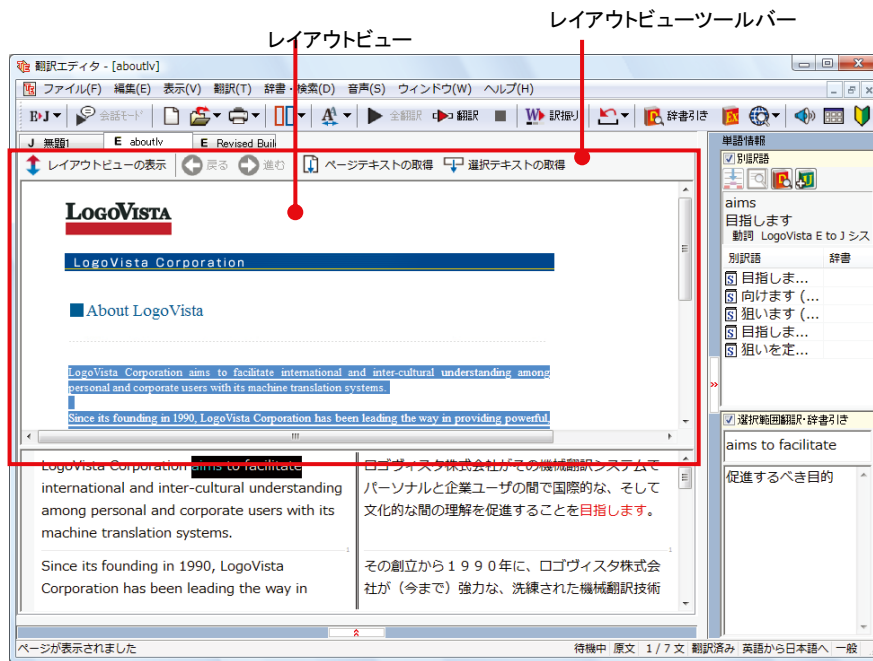 レイアウトビューツールバー
レイアウトビュー
翻訳エディタ - [aboutlv]
ファイル(F) 編集(E) 表示(V) 翻訳(T) 辞書・検索(D) 音声(S) ウィンドウ(W) ヘルプ(H)
E›J 会話モード 全翻訳 翻訳 訳振り 辞書引き
J 無題1 E aboutlv E Revised Buil
レイアウトビューの表示 戻る 進む ページテキストの取得 選択テキストの取得
LOGOVISTA
LogoVista Corporation
About LogoVista
LogoVista Corporation aims to facilitate international and inter-cultural understanding among
personal and corporate users with its machine translation systems.
Since its founding in 1990, LogoVista Corporation has been leading the way in providing powerful,
LogoVista Corporation aims to facilitate
international and inter-cultural understanding
among personal and corporate users with its
machine translation systems.
1
Since its founding in 1990, LogoVista
Corporation has been leading the way in
ロゴヴィスタ株式会社がその機械翻訳システムで
パーソナルと企業ユーザの間で国際的な、そして
文化的な間の理解を促進することを目指します。
1
その創立から１９９０年に、ロゴヴィスタ株式会
社が（今まで）強力な、洗練された機械翻訳技術
単語情報
別訳語
aims
目指します
動詞 LogoVista E to J シス
別訳語 辞書
S 目指しま...
S 向けます (...
S 狙います (...
S 目指しま...
S 狙いを定...
選択範囲翻訳・辞書引き
aims to facilitate
促進するべき目的
ページが表示されました 待機中 原文 1 / 7 文 翻訳済み 英語から日本語へ 一般